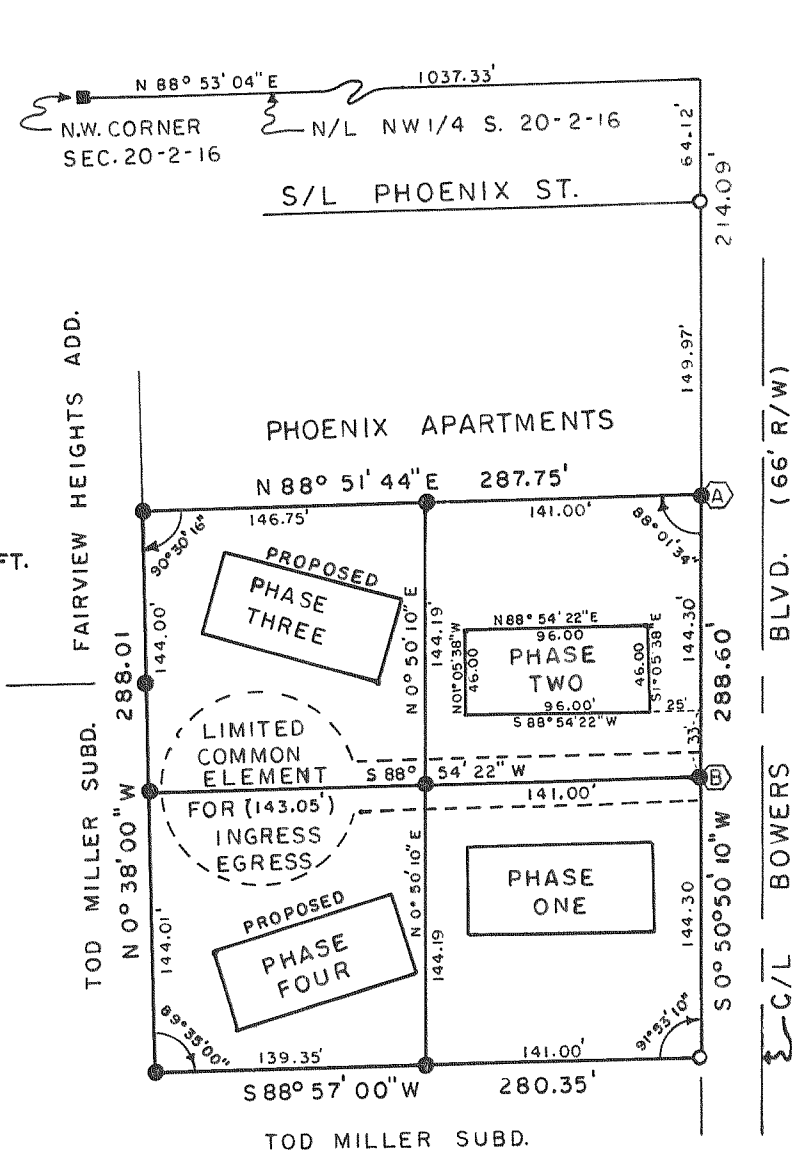 N 88° 53' 04" E
1037.33'
N.W. CORNER
SEC. 20-2-16
N/L NW 1/4 S. 20-2-16
64.12'
S/L PHOENIX ST.
214.09'
149.97'
FAIRVIEW HEIGHTS ADD.
PHOENIX APARTMENTS
BLVD. (66' R/W)
N 88° 51' 44" E 287.75'
146.75'
141.00'
A
90°30'16"
88°01'34"
FT.
PROPOSED
PHASE
THREE
144.00'
288.01
N 0° 50' 10" E
144.19'
N 88° 54' 22" E
96.00
N 01° 05' 38" W
46.00
PHASE
TWO
46.00
S 1° 05' 38" E
96.00'
S 88° 54' 22" W
144.30'
288.60'
25'
33'
LIMITED
COMMON
ELEMENT
FOR (143.05')
INGRESS
EGRESS
S 88° 54' 22" W
141.00'
B
TOD MILLER SUBD.
N 0° 38' 00" W
BOWERS
PHASE
ONE
PROPOSED
PHASE
FOUR
N 0° 50' 10" E
144.19
144.01'
144.30
S 0° 50' 50' 10" W
C/L
89°35'00"
91°53'10"
139.35'
141.00'
S 88° 57' 00" W 280.35'
TOD MILLER SUBD.